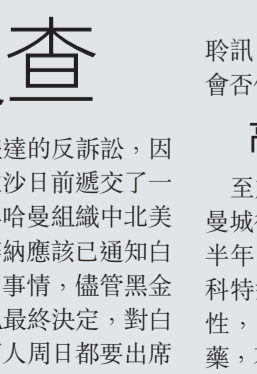 查
達的反訴訟，因
沙日前遞交了一
哈曼組織中北美
納應該已通知白
事情，儘管黑金
最終決定，對白
人周日都要出席
聆訊
會否
至
曼城
半年
科特
性，
藥，